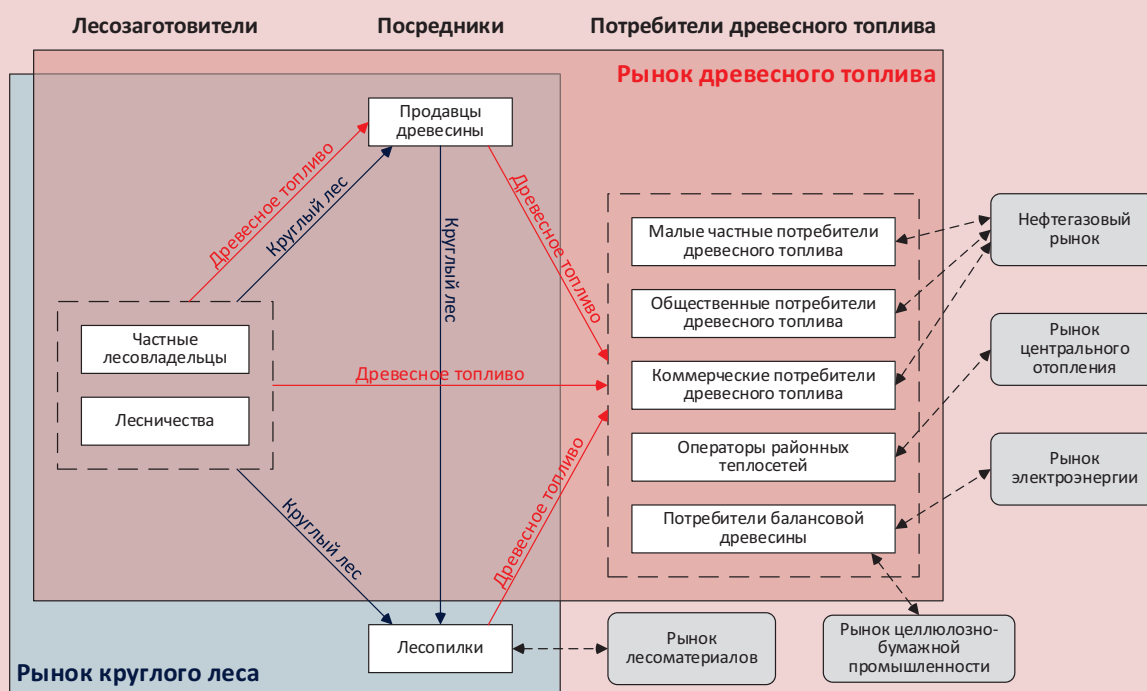 Лесозаготовители
Посредники
Потребители древесного топлива
Рынок древесного топлива
Продавцы
древесины
Древесное топливо
Круглый лес
Круглый лес
Древесное топливо
Малые частные потребители
древесного топлива
Нефтегазовый
рынок
Общественные потребители
древесного топлива
Частные
лесовладельцы
Рынок
центрального
отопления
Древесное топливо
Коммерческие потребители
древесного топлива
Лесничества
Операторы районных
теплосетей
Рынок
электроэнергии
Круглый лес
Древесное топливо
Потребители балансовой
древесины
Лесопилки
Рынок
лесоматериалов
Рынок целлюлозно-
бумажной
промышленности
Рынок круглого леса